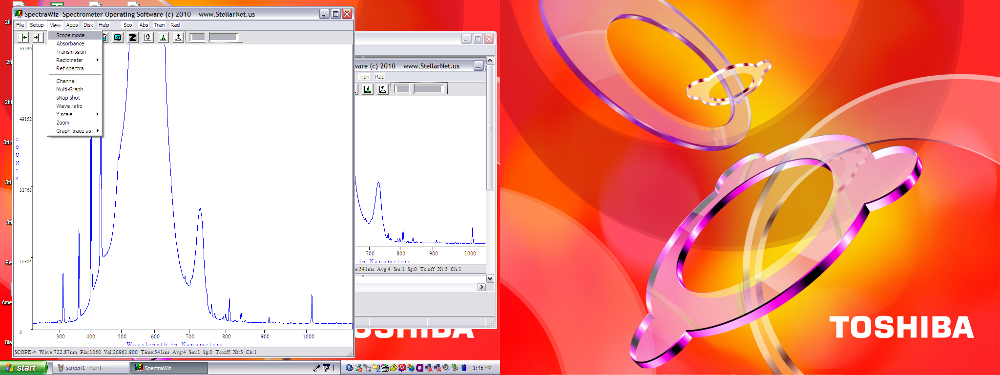 SpectraWiz  Spectrometer Operating Software (c) 2010    www.StellarNet.us
File Setup View Apps Disk Help Sco Abs Tran Rad
Scope mode
Absorbance
Transmission
Radiometer
Ref spectra
Channel
Multi-Graph
sNap shot
Wave ratio
Y scale
Zoom
Graph trace as
Z
65536
49152
32768
16384
0
COUNTS
300 400 500 600 700 800 900 1000
Wavelength in Nanometers
SCOPE-> Wave:722.87nm Pix:1050 Val:20961.900 Time:341ms Avg:4 Sm:1 Sg:0 Tc:off Xt:3 Ch:1
(c) 2010    www.StellarNet.us
Tran Rad
700 800 900 1000
in Nanometers
:341ms Avg:4 Sm:1 Sg:0 Tc:off Xt:3 Ch:1
2fl
2fl
2fl
3fl
3fl
3fl
Re
Ame
Bla
TOSHIBA
TOSHIBA
start
screen1 - Paint
SpectraWiz
1:45 PM